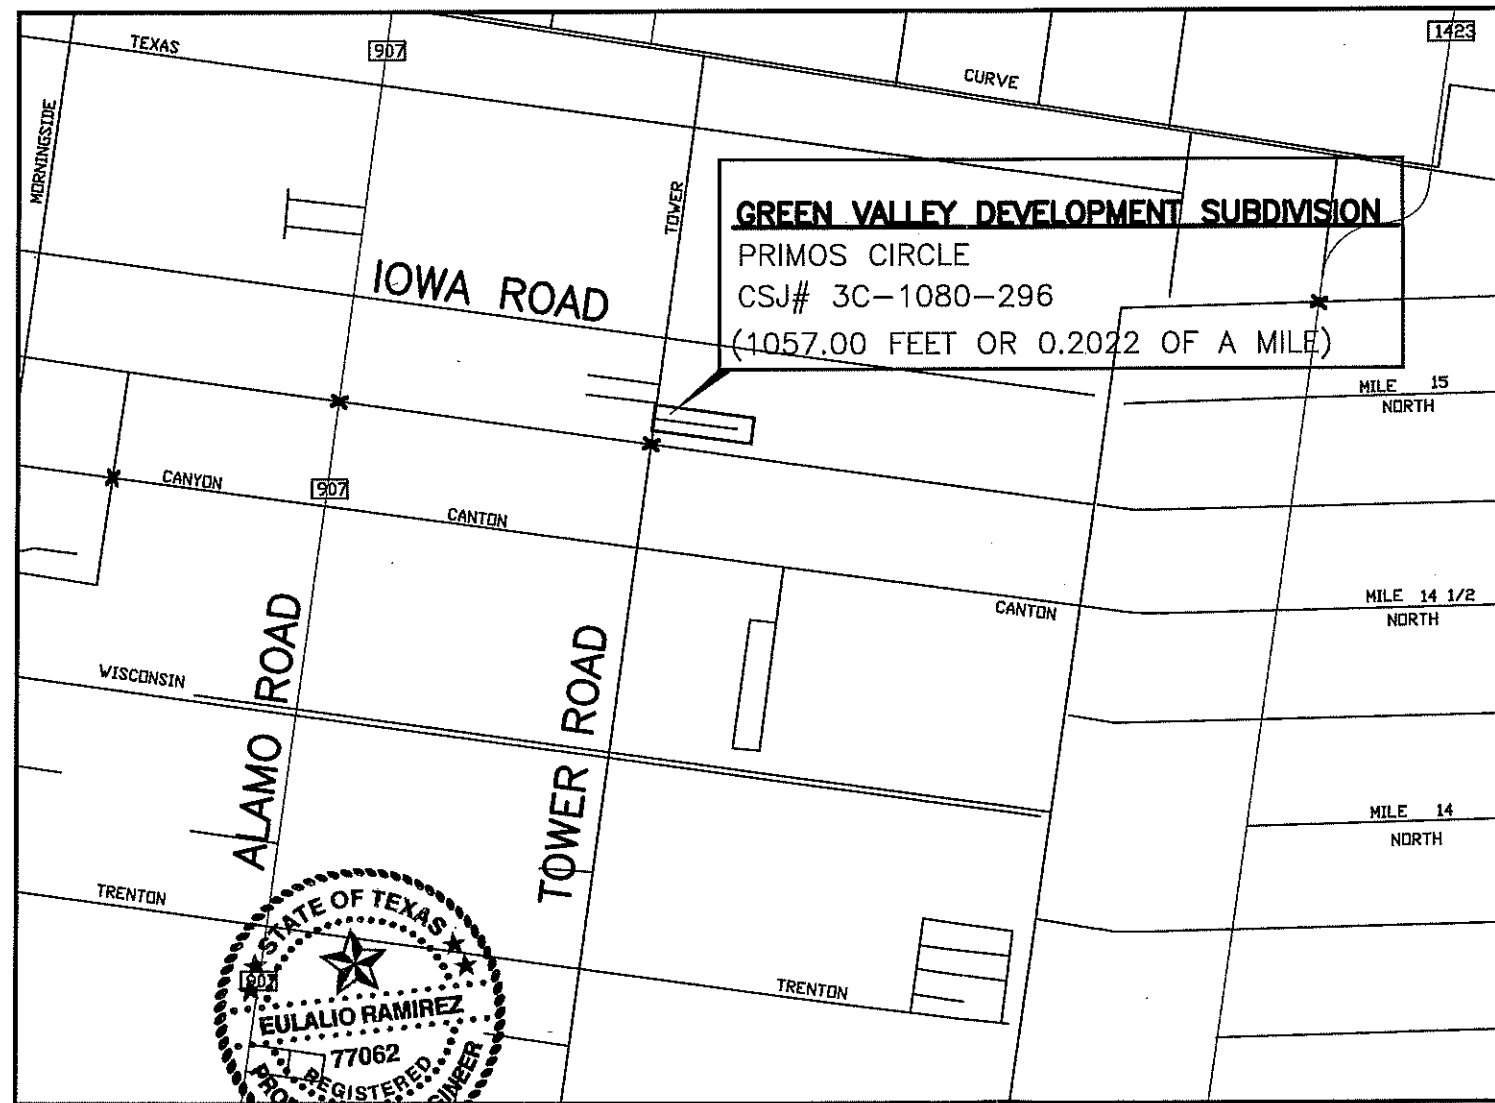 TEXAS
907
1423
CURVE
MORNINGSIDE
TOWER
GREEN VALLEY DEVELOPMENT SUBDIVISION
PRIMOS CIRCLE
CSJ# 3C-1080-296
(1057.00 FEET OR 0.2022 OF A MILE)
IOWA ROAD
MILE 15
NORTH
CANYON
907
CANTON
CANTON
MILE 14 1/2
NORTH
WISCONSIN
ALAMO ROAD
TOWER ROAD
MILE 14
NORTH
TRENTON
TRENTON
STATE OF TEXAS
907
EULALIO RAMIREZ
77062
REGISTERED